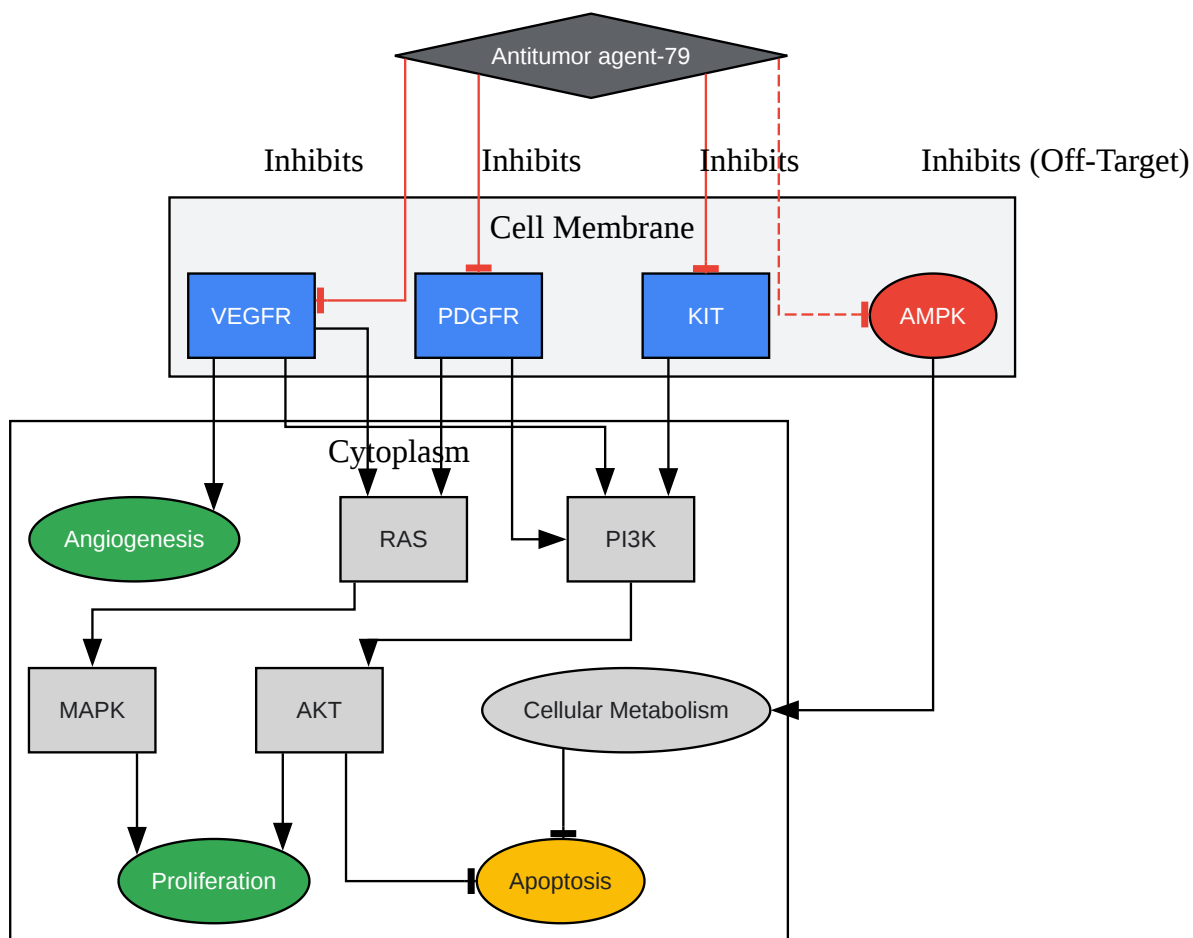 Antitumor agent-79
Inhibits
Inhibits
Inhibits
Inhibits (Off-Target)
Cell Membrane
VEGFR
PDGFR
KIT
AMPK
Cytoplasm
Angiogenesis
RAS
PI3K
MAPK
AKT
Cellular Metabolism
Proliferation
Apoptosis